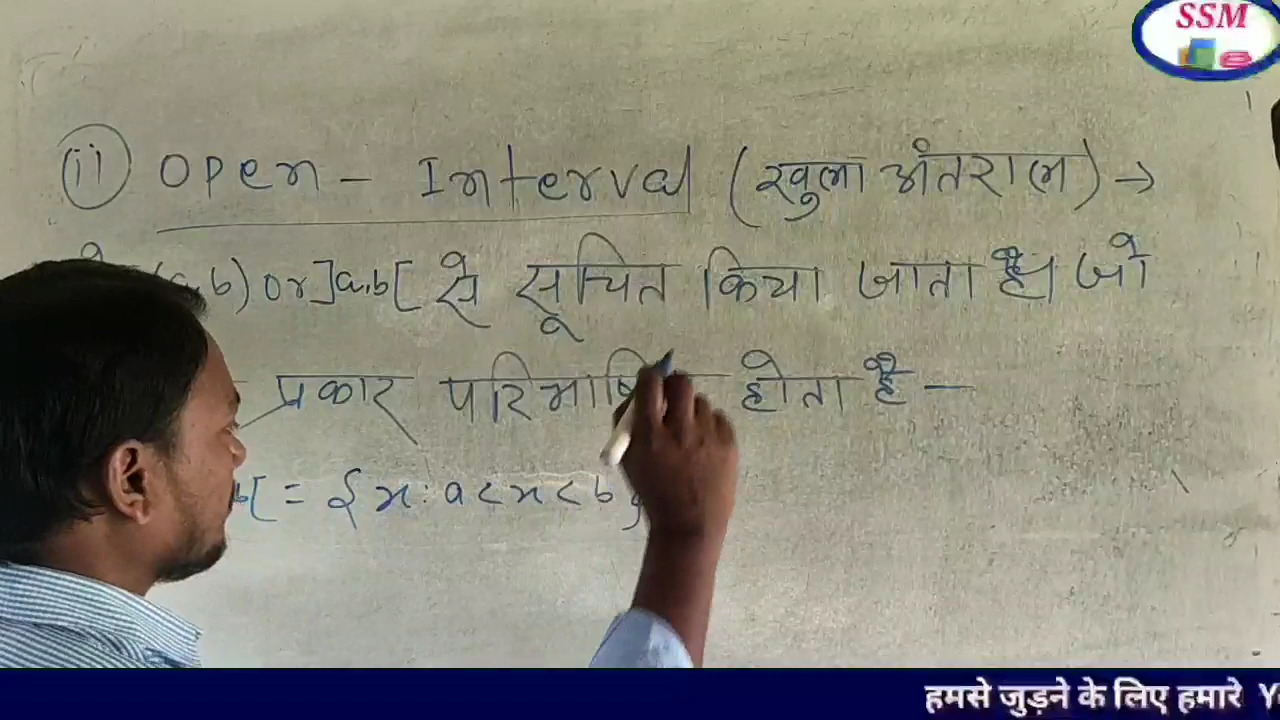 SSM
(ii) Open - Interval (खुला अंतराल) →
,b) or ]a,b[ से सूचित किया जाता है। जो
प्रकार परिभाषित होता है —
b[ = {x : a < x < b}
हमसे जुड़ने के लिए हमारे Y